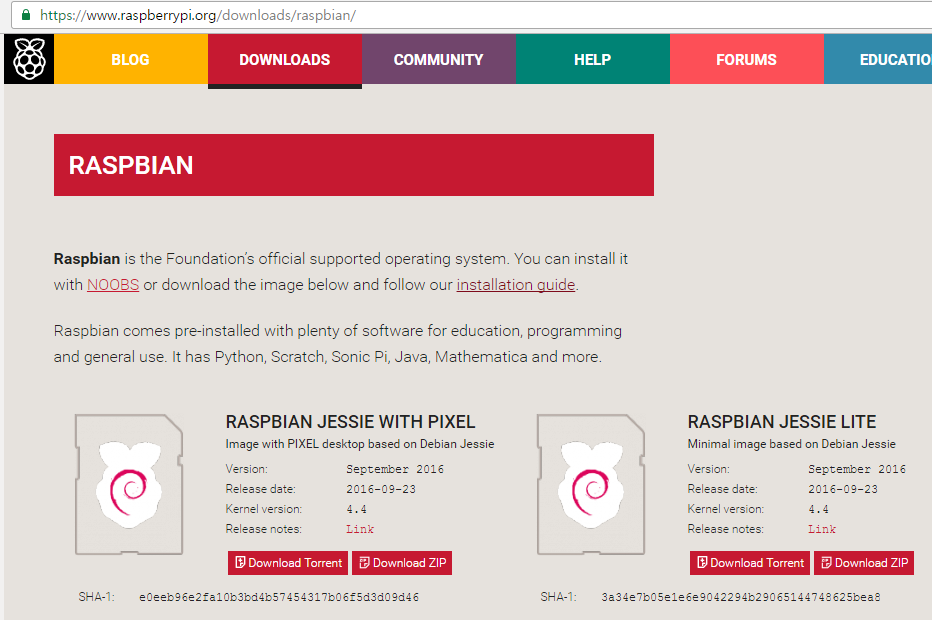 https://www.raspberrypi.org/downloads/raspbian/
BLOG DOWNLOADS COMMUNITY HELP FORUMS EDUCATIO
RASPBIAN
Raspbian is the Foundation's official supported operating system. You can install it
with NOOBS or download the image below and follow our installation guide.
Raspbian comes pre-installed with plenty of software for education, programming
and general use. It has Python, Scratch, Sonic Pi, Java, Mathematica and more.
RASPBIAN JESSIE WITH PIXEL
Image with PIXEL desktop based on Debian Jessie
Version: September 2016
Release date: 2016-09-23
Kernel version: 4.4
Release notes: Link
Download Torrent Download ZIP
SHA-1: e0eeb96e2fa10b3bd4b57454317b06f5d3d09d46
RASPBIAN JESSIE LITE
Minimal image based on Debian Jessie
Version: September 2016
Release date: 2016-09-23
Kernel version: 4.4
Release notes: Link
Download Torrent Download ZIP
SHA-1: 3a34e7b05e1e6e9042294b29065144748625bea8